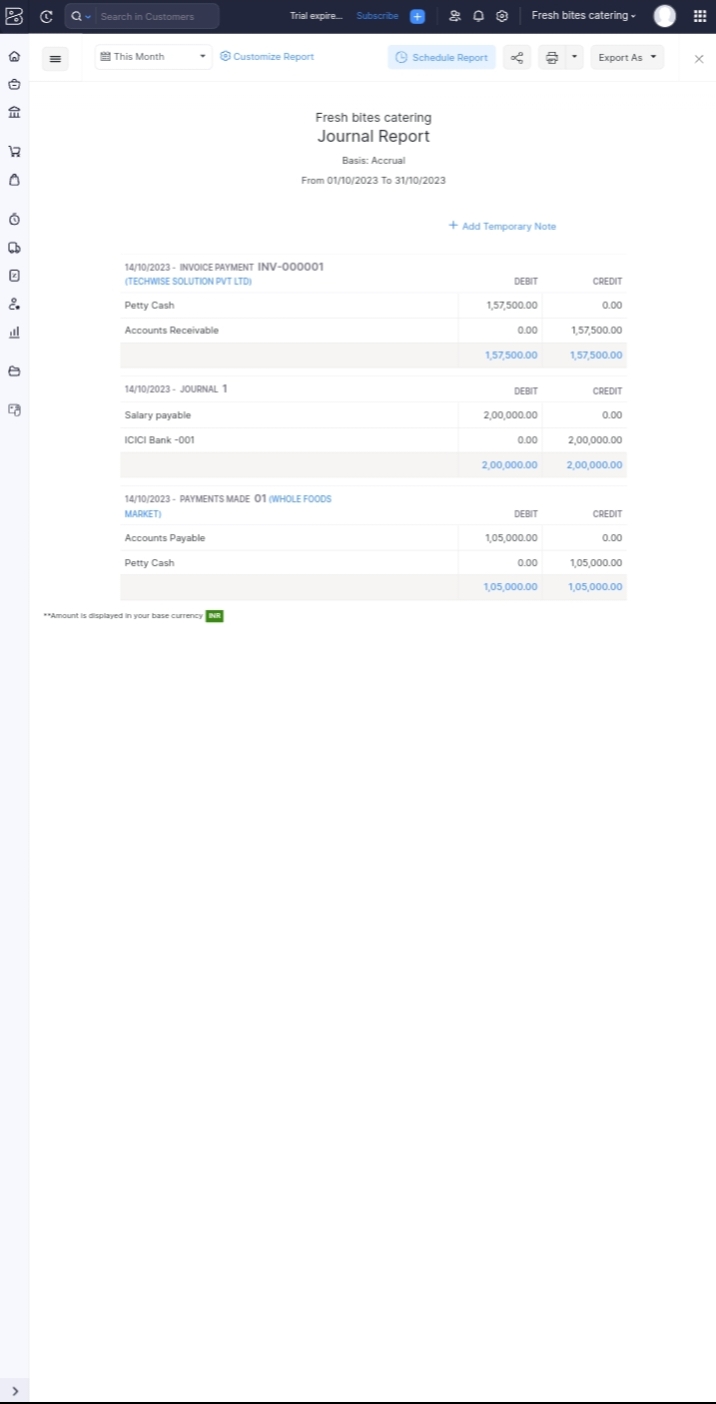 Search in Customers
Trial expire... Subscribe
Fresh bites catering
This Month
Customize Report
Schedule Report
Export As
Fresh bites catering
Journal Report
Basis: Accrual
From 01/10/2023 To 31/10/2023
+ Add Temporary Note
14/10/2023 - INVOICE PAYMENT INV-000001
(TECHWISE SOLUTION PVT LTD) DEBIT CREDIT
Petty Cash 1,57,500.00 0.00
Accounts Receivable 0.00 1,57,500.00
1,57,500.00 1,57,500.00
14/10/2023 - JOURNAL 1 DEBIT CREDIT
Salary payable 2,00,000.00 0.00
ICICI Bank -001 0.00 2,00,000.00
2,00,000.00 2,00,000.00
14/10/2023 - PAYMENTS MADE 01 (WHOLE FOODS
MARKET) DEBIT CREDIT
Accounts Payable 1,05,000.00 0.00
Petty Cash 0.00 1,05,000.00
1,05,000.00 1,05,000.00
**Amount is displayed in your base currency INR